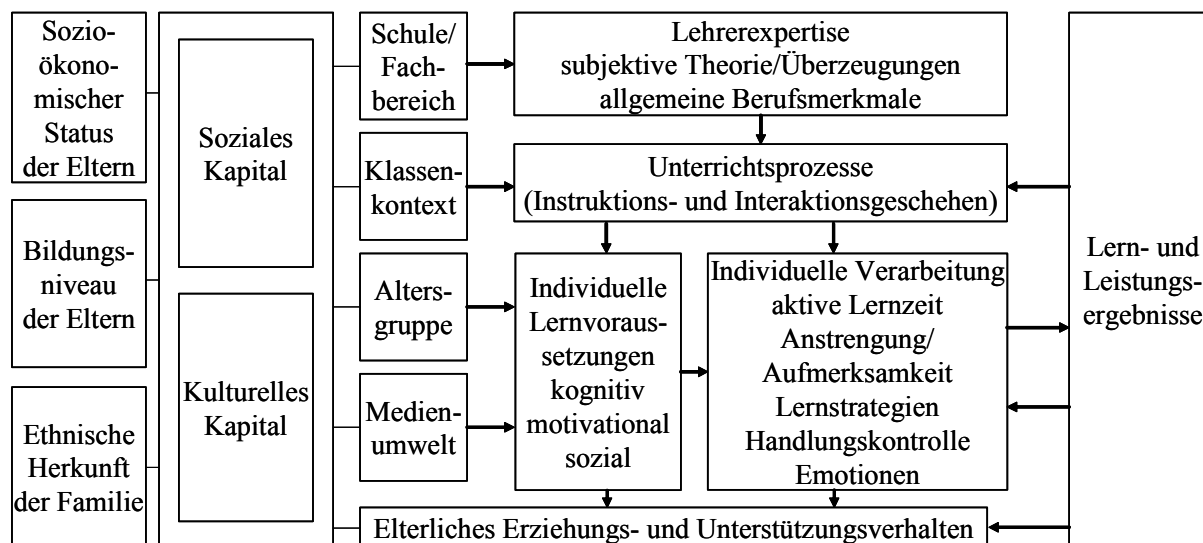 Sozio-
ökono-
mischer
Status
der Eltern
Bildungs-
niveau
der Eltern
Ethnische
Herkunft
der Familie
Soziales
Kapital
Kulturelles
Kapital
Schule/
Fach-
bereich
Klassen-
kontext
Alters-
gruppe
Medien-
umwelt
Lehrerexpertise
subjektive Theorie/Überzeugungen
allgemeine Berufsmerkmale
Unterrichtsprozesse
(Instruktions- und Interaktionsgeschehen)
Individuelle
Lernvoraus-
setzungen
kognitiv
motivational
sozial
Individuelle Verarbeitung
aktive Lernzeit
Anstrengung/
Aufmerksamkeit
Lernstrategien
Handlungskontrolle
Emotionen
Elterliches Erziehungs- und Unterstützungsverhalten
Lern- und
Leistungs-
ergebnisse